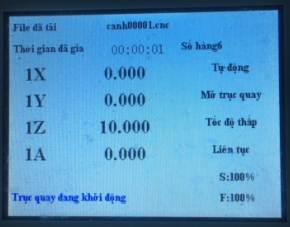 File đã tải canh00001.cnc
Thời gian đã gia 00:00:01 Số hàng6
1X 0.000 Tự động
1Y 0.000 Mở trục quay
1Z 10.000 Tốc độ thấp
1A 0.000 Liên tục
S:100%
Trục quay đang khởi động F:100%